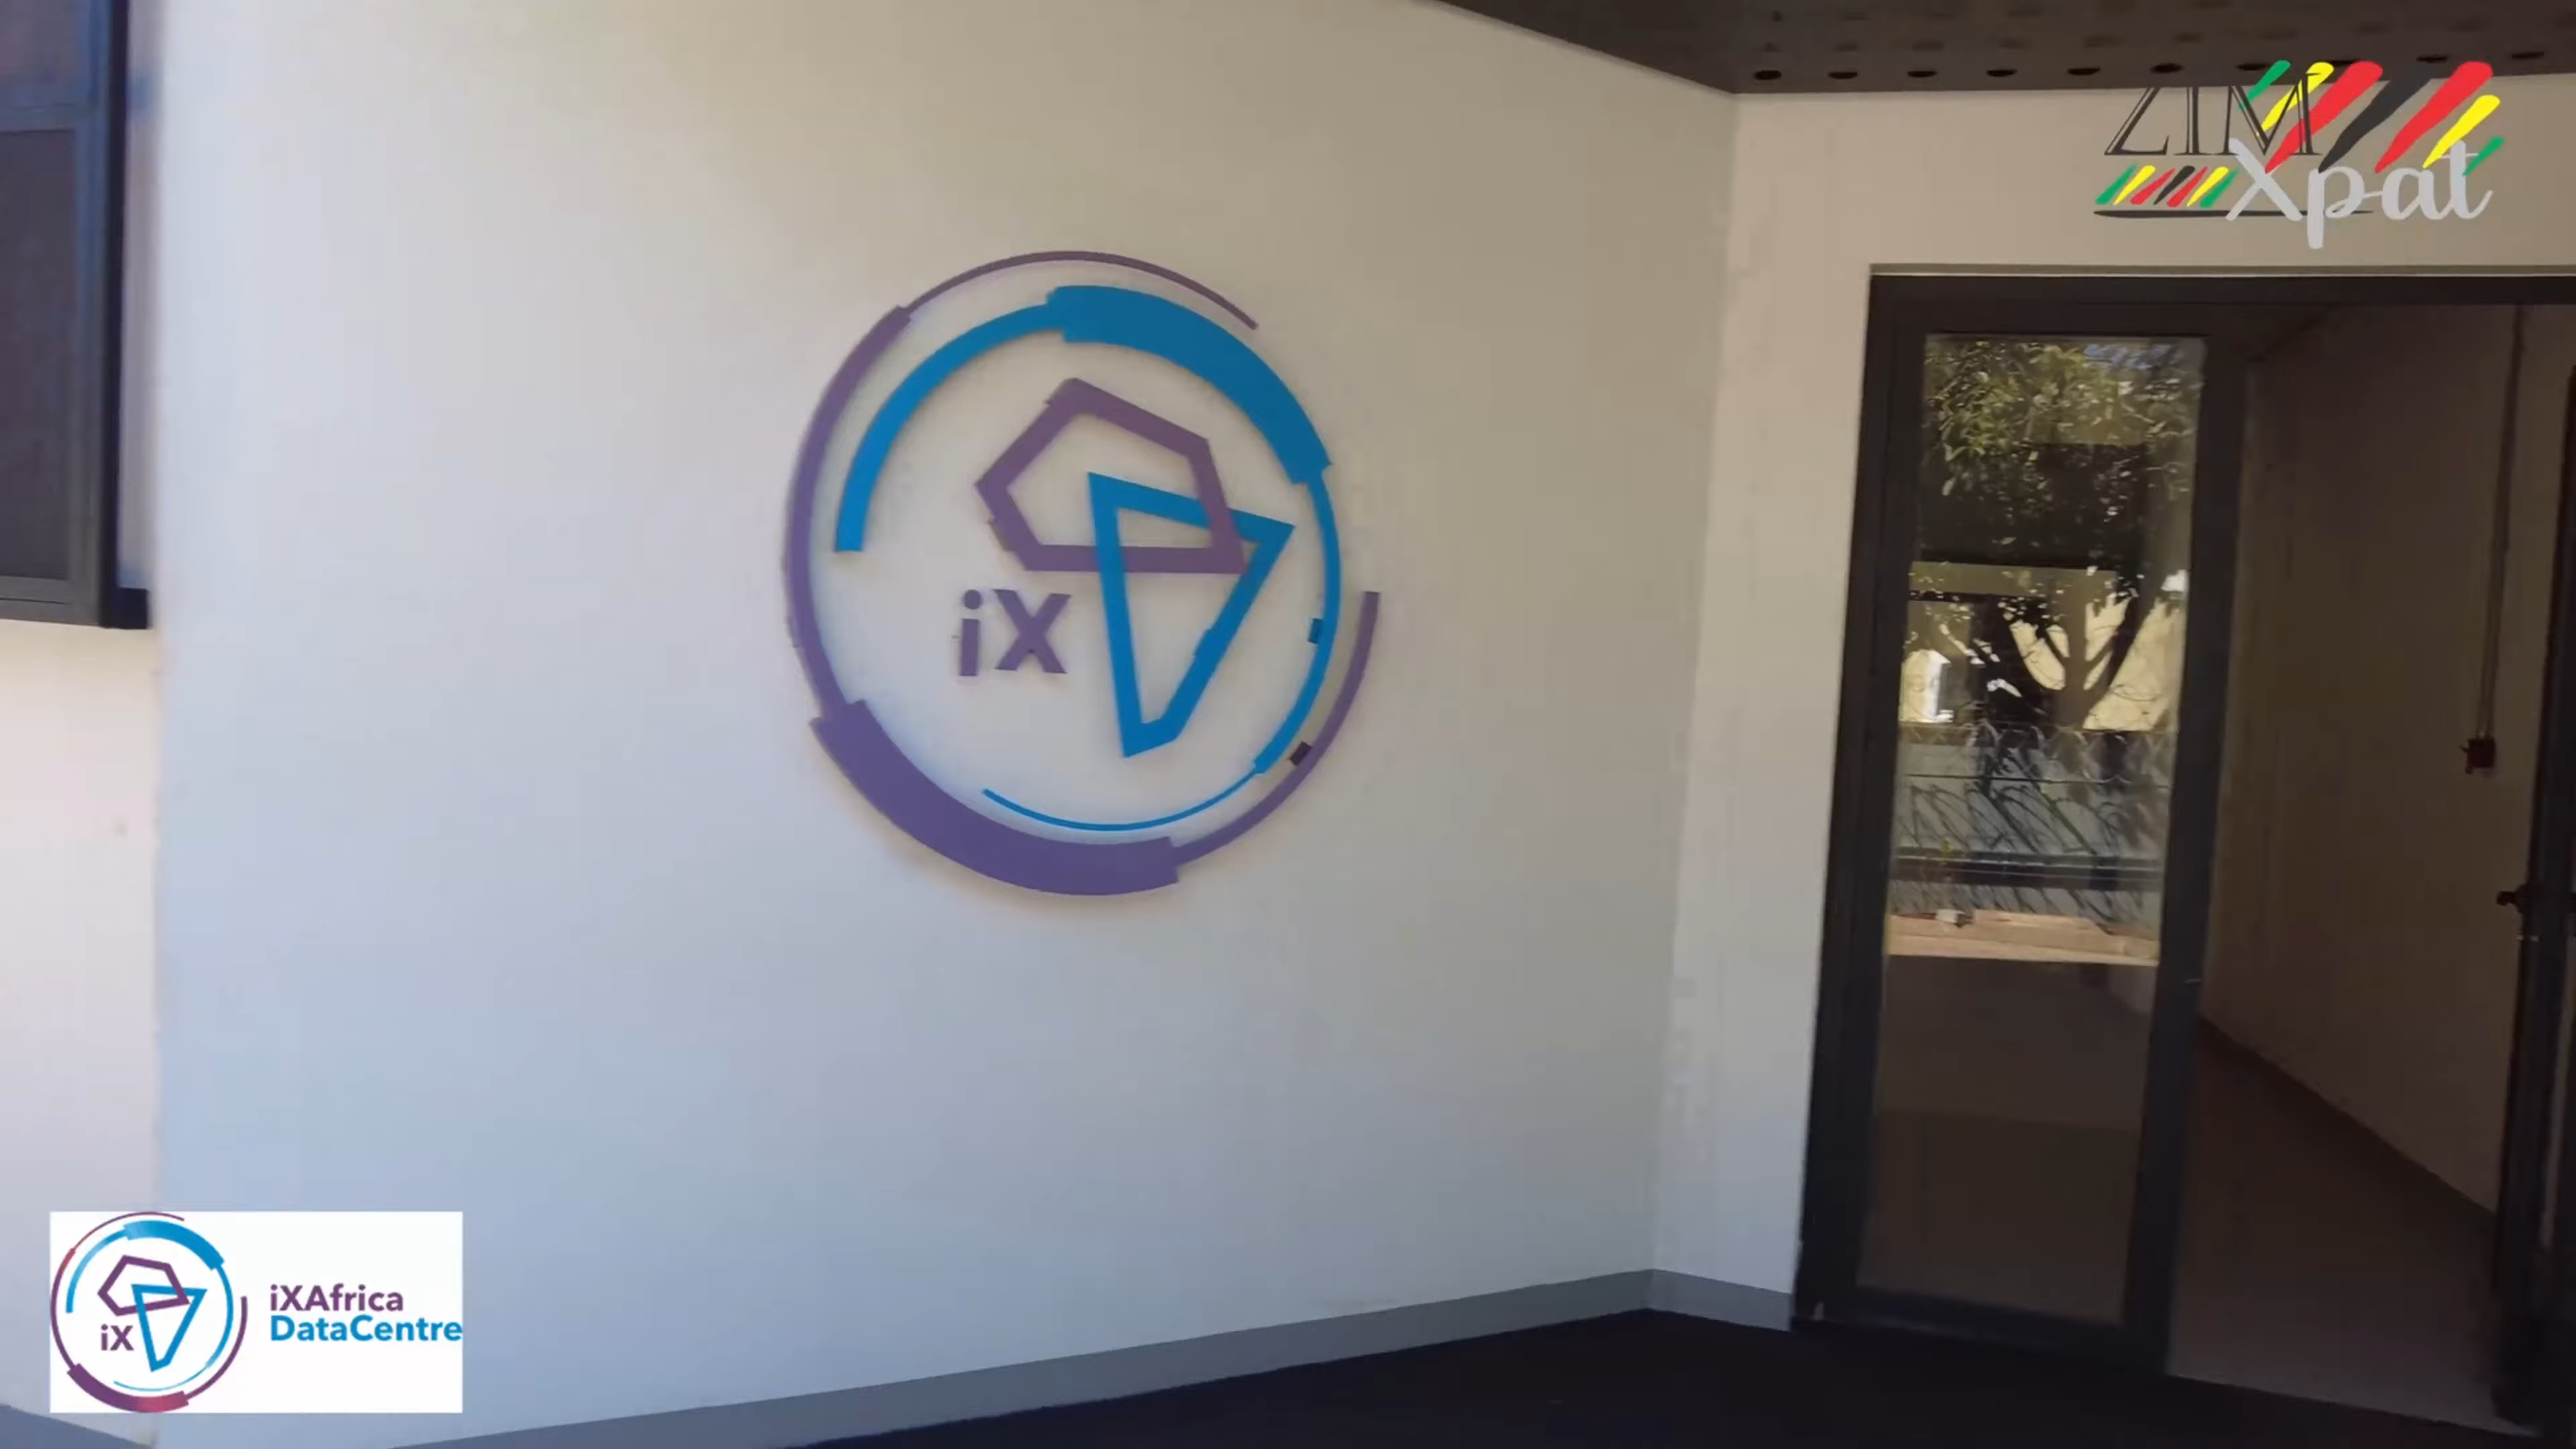 ZIM
Xpat
iX
iX
iXAfrica
DataCentre